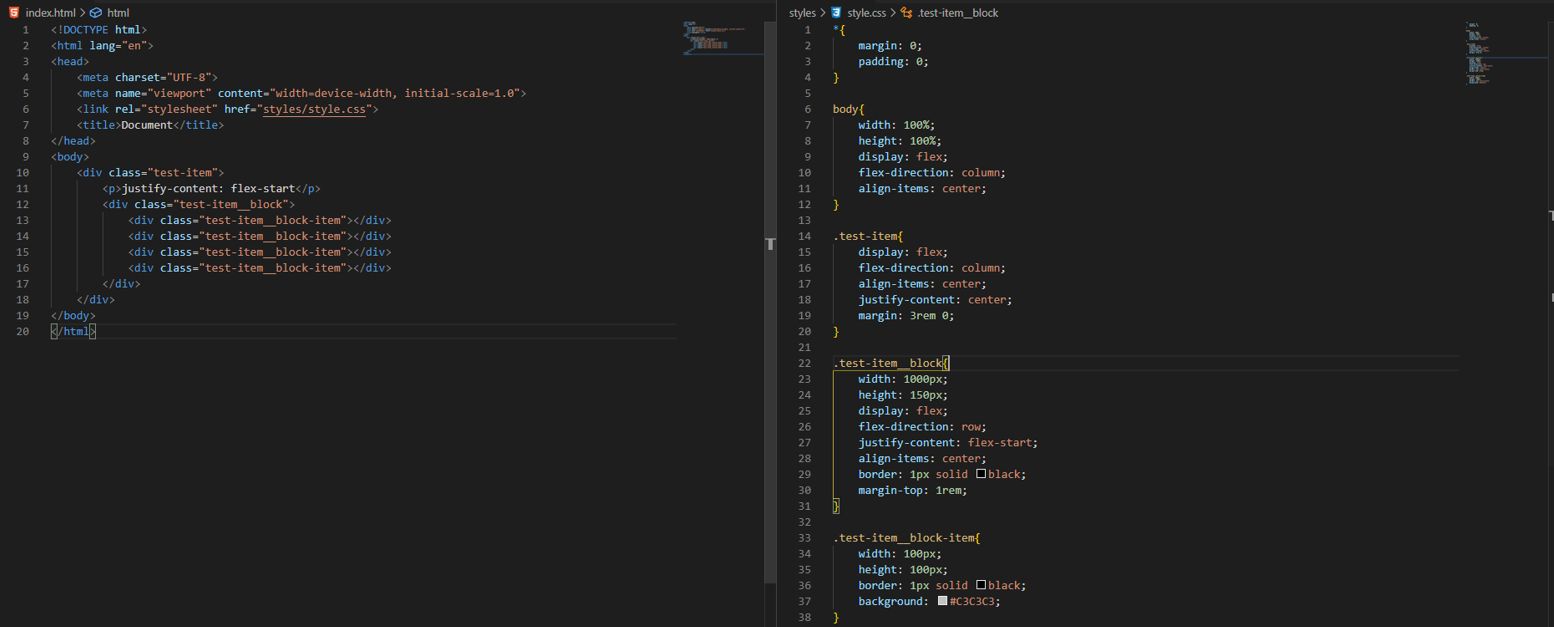 index.html > html
1 <!DOCTYPE html>
2 <html lang="en">
3 <head>
4     <meta charset="UTF-8">
5     <meta name="viewport" content="width=device-width, initial-scale=1.0">
6     <link rel="stylesheet" href="styles/style.css">
7     <title>Document</title>
8 </head>
9 <body>
10     <div class="test-item">
11         <p>justify-content: flex-start</p>
12         <div class="test-item__block">
13             <div class="test-item__block-item"></div>
14             <div class="test-item__block-item"></div>
15             <div class="test-item__block-item"></div>
16             <div class="test-item__block-item"></div>
17         </div>
18     </div>
19 </body>
20 </html>
styles > style.css > .test-item__block
1 *{
2     margin: 0;
3     padding: 0;
4 }
5
6 body{
7     width: 100%;
8     height: 100%;
9     display: flex;
10     flex-direction: column;
11     align-items: center;
12 }
13
14 .test-item{
15     display: flex;
16     flex-direction: column;
17     align-items: center;
18     justify-content: center;
19     margin: 3rem 0;
20 }
21
22 .test-item__block{
23     width: 1000px;
24     height: 150px;
25     display: flex;
26     flex-direction: row;
27     justify-content: flex-start;
28     align-items: center;
29     border: 1px solid black;
30     margin-top: 1rem;
31 }
32
33 .test-item__block-item{
34     width: 100px;
35     height: 100px;
36     border: 1px solid black;
37     background: #C3C3C3;
38 }